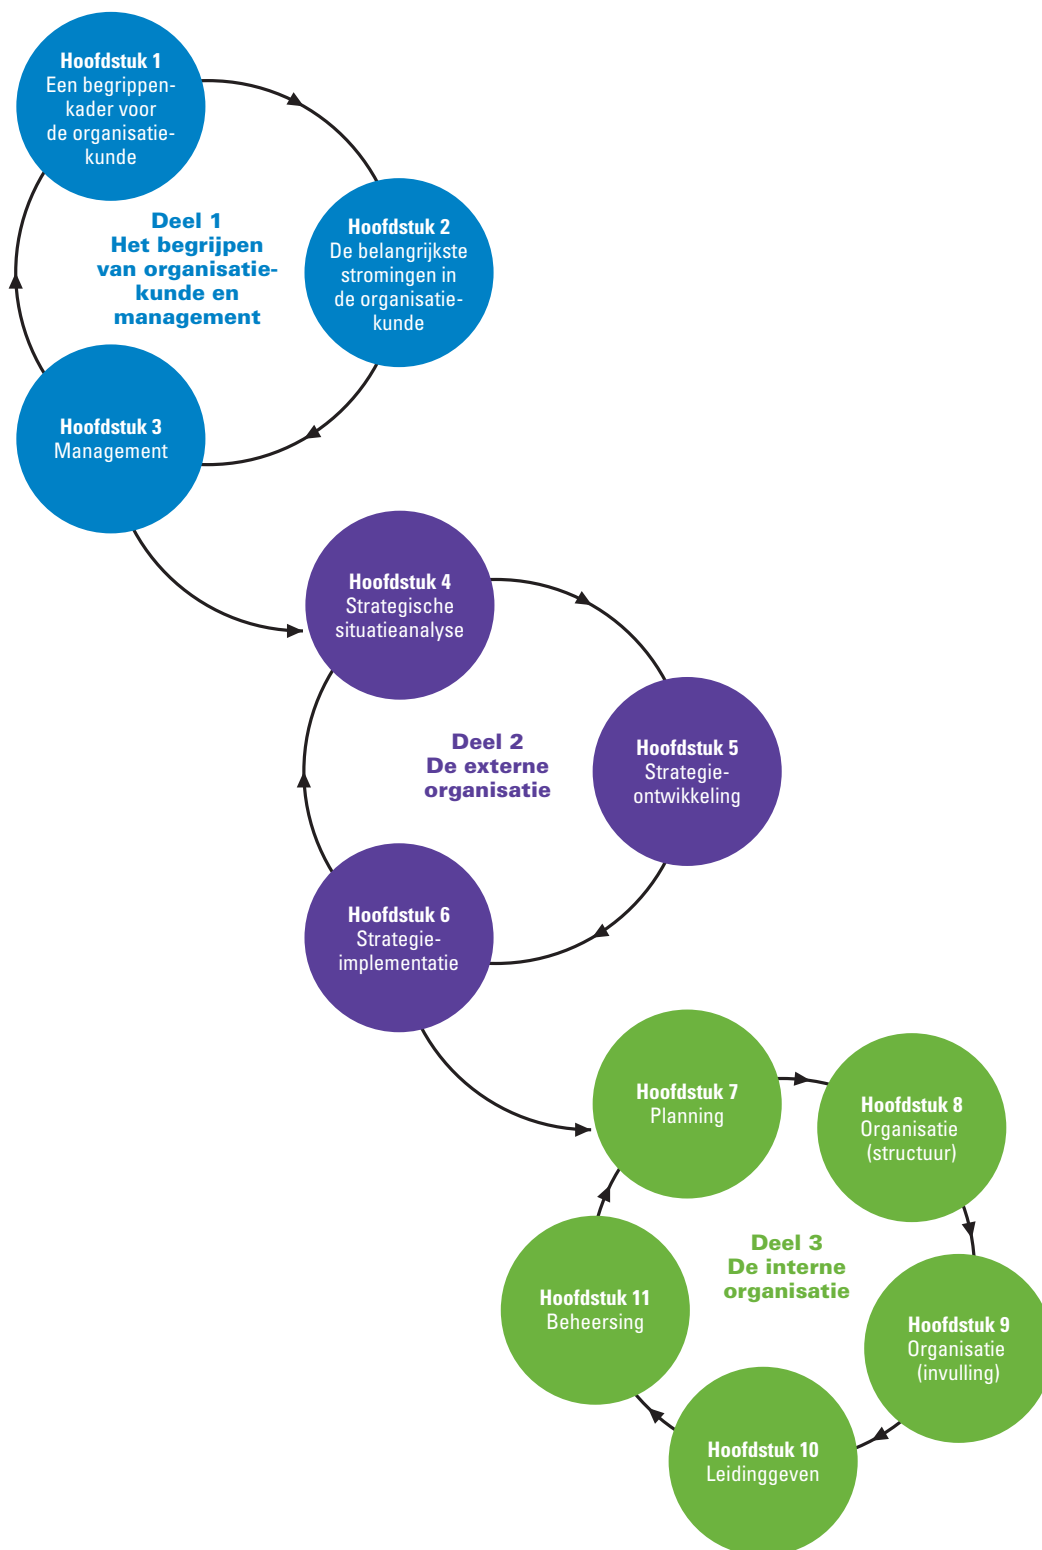 Hoofdstuk 1
Een begrippen-
kader voor
de organisatie-
kunde
Deel 1
Het begrijpen
van organisatie-
kunde en
management
Hoofdstuk 2
De belangrijkste
stromingen in
de organisatie-
kunde
Hoofdstuk 3
Management
Hoofdstuk 4
Strategische
situatieanalyse
Deel 2
De externe
organisatie
Hoofdstuk 5
Strategie-
ontwikkeling
Hoofdstuk 6
Strategie-
implementatie
Hoofdstuk 7
Planning
Hoofdstuk 8
Organisatie
(structuur)
Deel 3
De interne
organisatie
Hoofdstuk 9
Organisatie
(invulling)
Hoofdstuk 10
Leidinggeven
Hoofdstuk 11
Beheersing